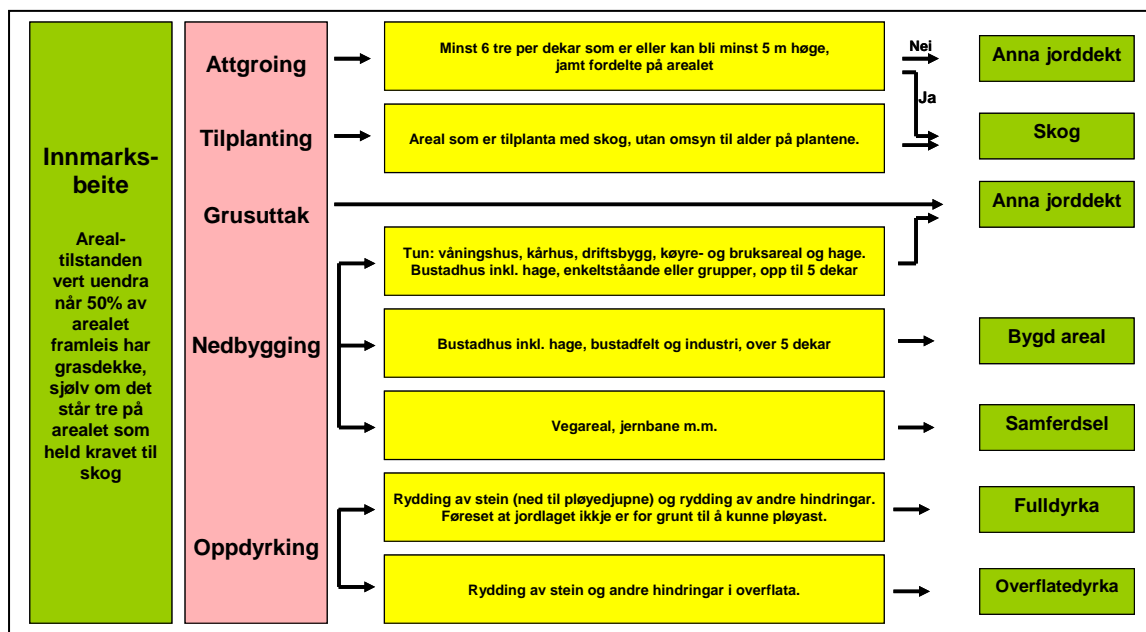 Innmarks-
beite
Areal-
tilstanden
vert uendra
når 50% av
arealet
framleis har
grasdekke,
sjølv om det
står tre på
arealet som
held kravet til
skog
Attgroing
Minst 6 tre per dekar som er eller kan bli minst 5 m høge,
jamt fordelte på arealet
Nei
Ja
Anna jorddekt
Tilplanting
Areal som er tilplanta med skog, utan omsyn til alder på plantene.
Skog
Grusuttak
Anna jorddekt
Nedbygging
Tun: våningshus, kårhus, driftsbygg, køyre- og bruksareal og hage.
Bustadhus inkl. hage, enkeltståande eller grupper, opp til 5 dekar
Bustadhus inkl. hage, bustadfelt og industri, over 5 dekar
Bygd areal
Vegareal, jernbane m.m.
Samferdsel
Oppdyrking
Rydding av stein (ned til pløyedjupne) og rydding av andre hindringar.
Føreset at jordlaget ikkje er for grunt til å kunne pløyast.
Fulldyrka
Rydding av stein og andre hindringar i overflata.
Overflatedyrka